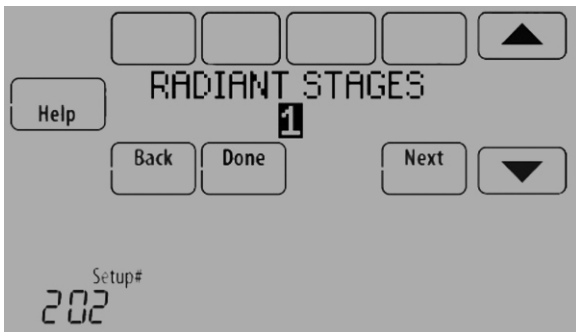 RADIANT STAGES
Help
1
Back Done Next
Setup#
202